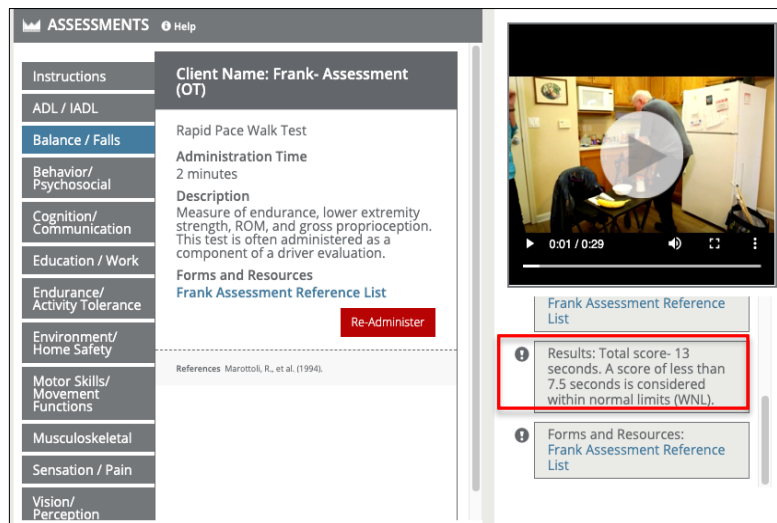 ASSESSMENTS Help
Instructions
ADL / IADL
Balance / Falls
Behavior/
Psychosocial
Cognition/
Communication
Education / Work
Endurance/
Activity Tolerance
Environment/
Home Safety
Motor Skills/
Movement
Functions
Musculoskeletal
Sensation / Pain
Vision/
Perception
Client Name: Frank- Assessment
(OT)
Rapid Pace Walk Test
Administration Time
2 minutes
Description
Measure of endurance, lower extremity
strength, ROM, and gross proprioception.
This test is often administered as a
component of a driver evaluation.
Forms and Resources
Frank Assessment Reference List
Re-Administer
References Marottoli, R., et al. (1994).
0:01 / 0:29
Frank Assessment Reference
List
Results: Total score- 13
seconds. A score of less than
7.5 seconds is considered
within normal limits (WNL).
Forms and Resources:
Frank Assessment Reference
List